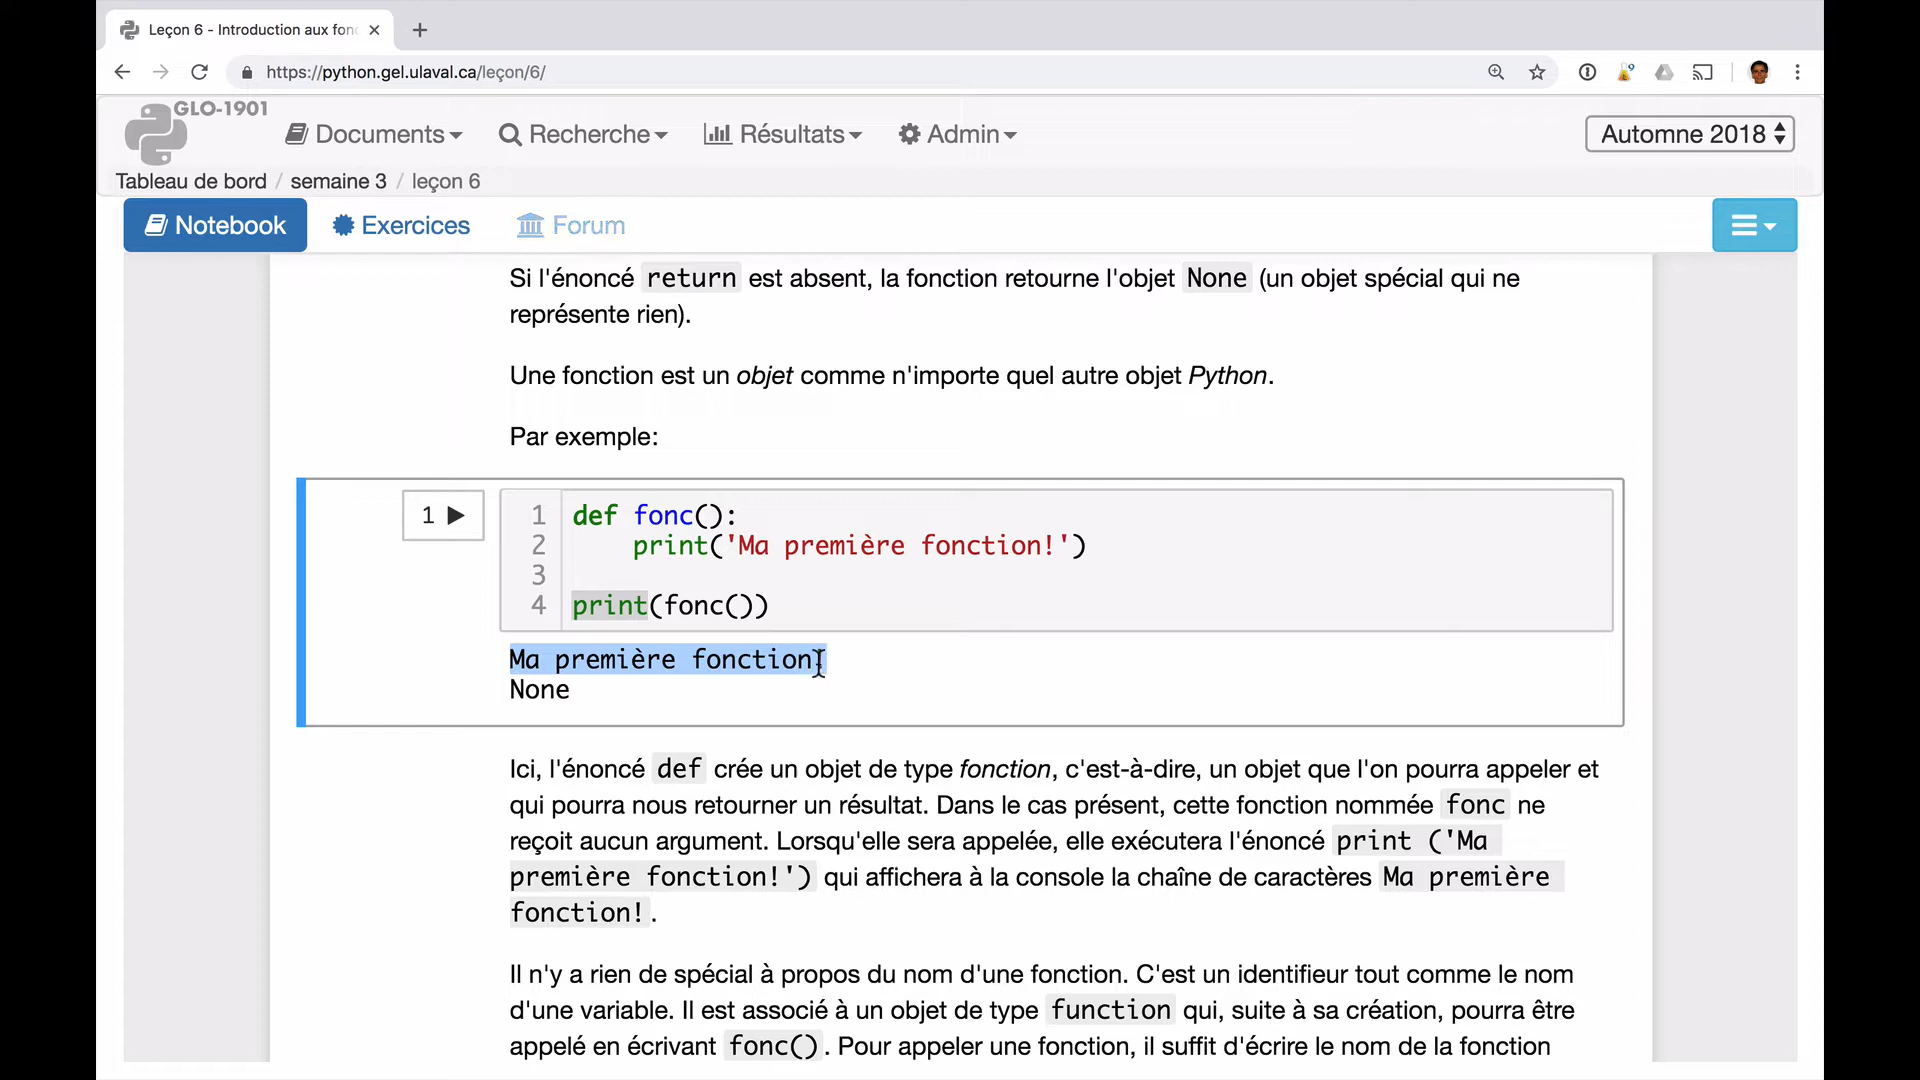 Leçon 6 - Introduction aux fonc
https://python.gel.ulaval.ca/leçon/6/
GLO-1901
Documents Recherche Résultats Admin Automne 2018
Tableau de bord / semaine 3 / leçon 6
Notebook Exercices Forum
Si l'énoncé return est absent, la fonction retourne l'objet None (un objet spécial qui ne
représente rien).
Une fonction est un objet comme n'importe quel autre objet Python.
Par exemple:
1
1 def fonc():
2 print('Ma première fonction!')
3
4 print(fonc())
Ma première fonction!
None
Ici, l'énoncé def crée un objet de type fonction, c'est-à-dire, un objet que l'on pourra appeler et
qui pourra nous retourner un résultat. Dans le cas présent, cette fonction nommée fonc ne
reçoit aucun argument. Lorsqu'elle sera appelée, elle exécutera l'énoncé print ('Ma
première fonction!') qui affichera à la console la chaîne de caractères Ma première
fonction!.
Il n'y a rien de spécial à propos du nom d'une fonction. C'est un identifieur tout comme le nom
d'une variable. Il est associé à un objet de type function qui, suite à sa création, pourra être
appelé en écrivant fonc(). Pour appeler une fonction, il suffit d'écrire le nom de la fonction